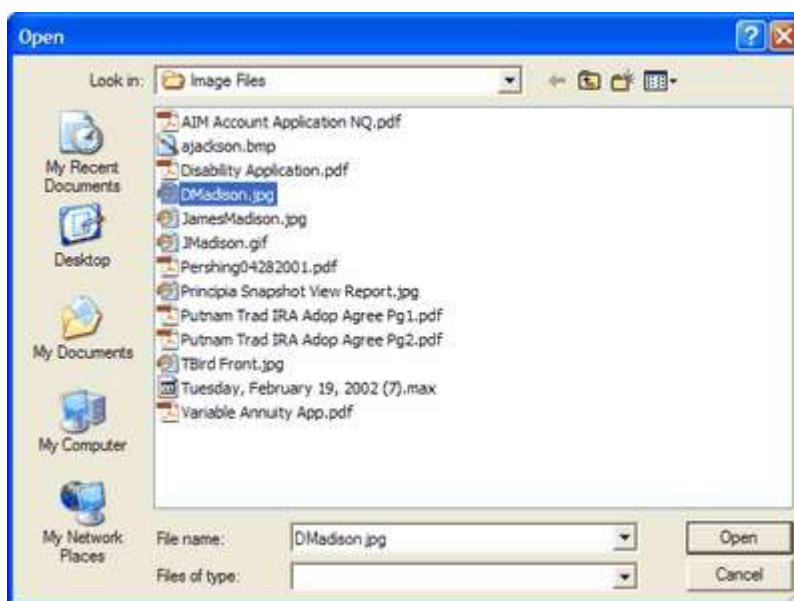 Open
Look in: Image Files
My Recent
Documents
Desktop
My Documents
My Computer
My Network
Places
AIM Account Application NQ.pdf
ajackson.bmp
Disability Application.pdf
DMadison.jpg
JamesMadison.jpg
JMadison.gif
Pershing04282001.pdf
Principia Snapshot View Report.jpg
Putnam Trad IRA Adop Agree Pg1.pdf
Putnam Trad IRA Adop Agree Pg2.pdf
TBird Front.jpg
Tuesday, February 19, 2002 (7).max
Variable Annuity App.pdf
File name: DMadison.jpg Open
Files of type: Cancel